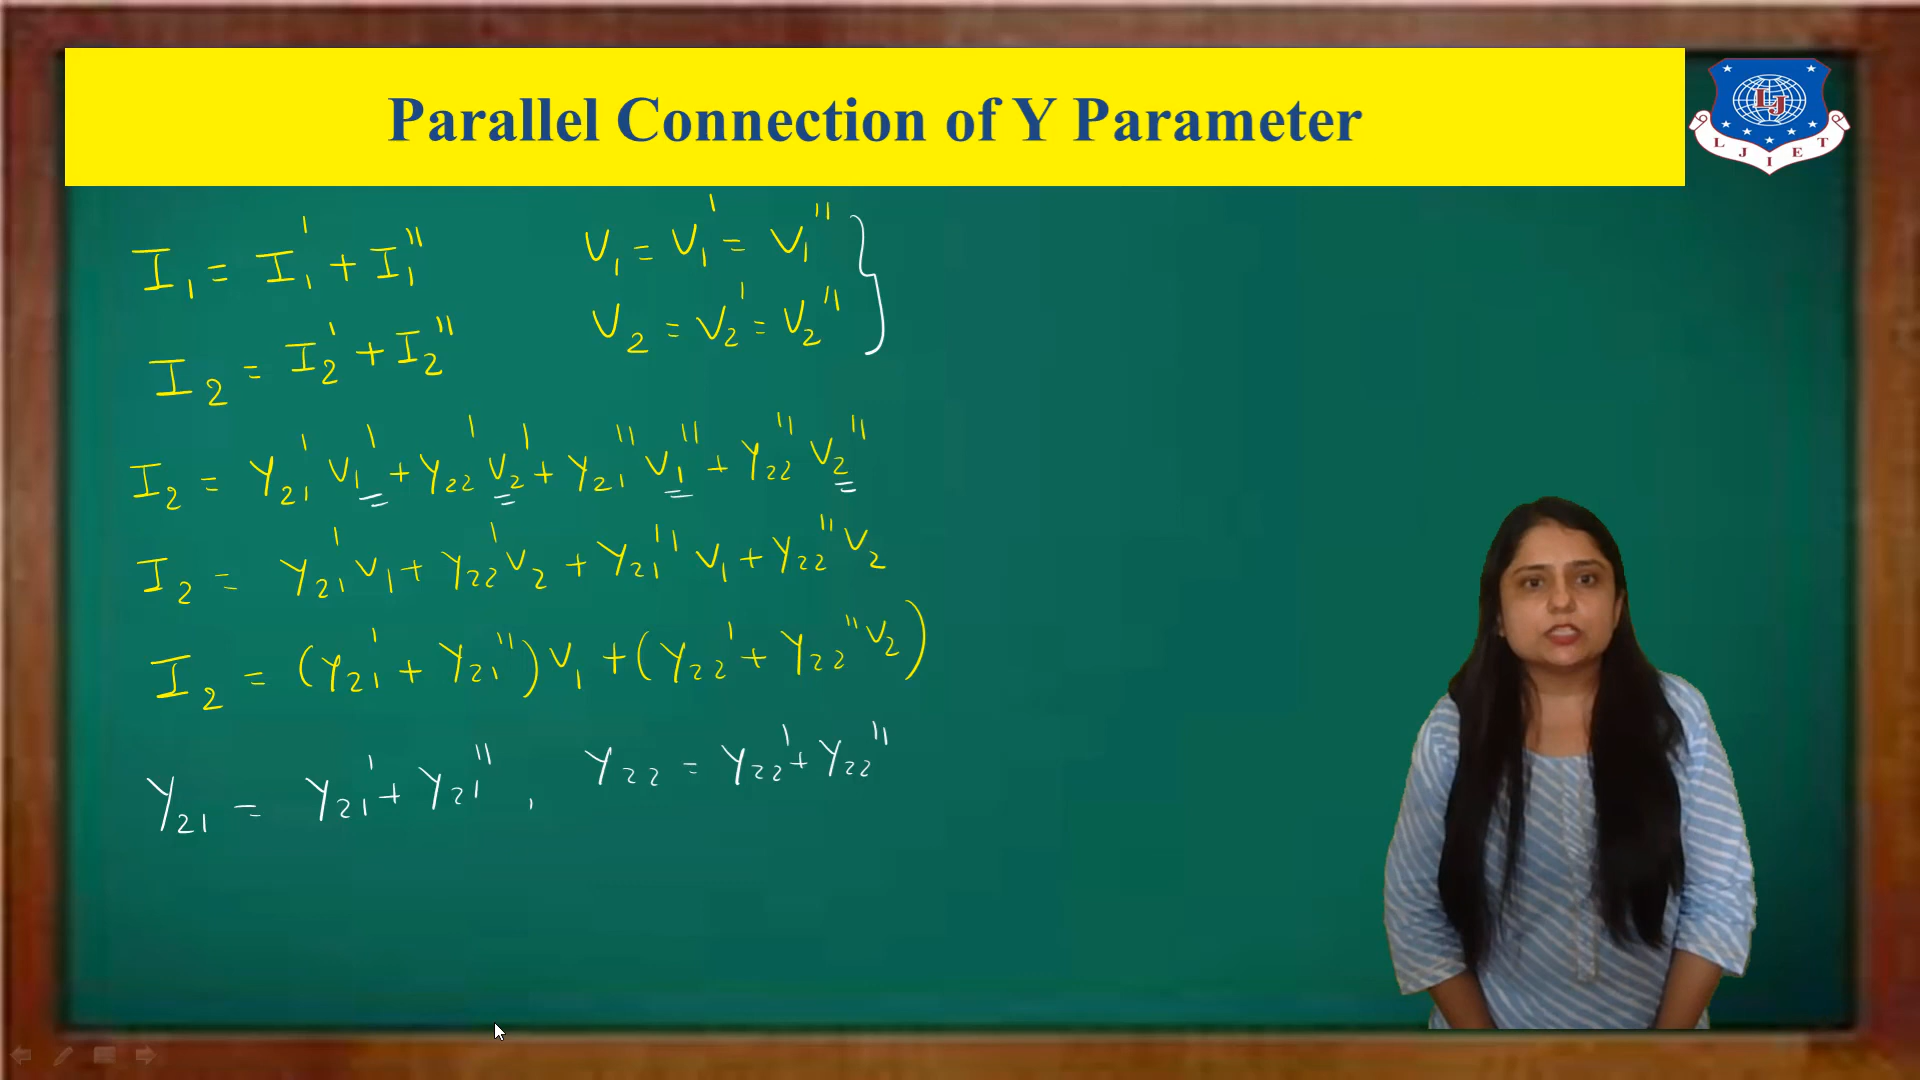 Parallel Connection of Y Parameter
L J I E T
LJ
I₁ = I₁' + I₁''
V₁ = V₁' = V₁''
I₂ = I₂' + I₂''
V₂ = V₂' = V₂''
I₂ = Y₂₁' V₁' + Y₂₂' V₂' + Y₂₁'' V₁'' + Y₂₂'' V₂''
I₂ = Y₂₁' V₁ + Y₂₂' V₂ + Y₂₁'' V₁ + Y₂₂'' V₂
I₂ = (Y₂₁' + Y₂₁'') V₁ + (Y₂₂' + Y₂₂'' V₂)
Y₂₁ = Y₂₁' + Y₂₁'' , Y₂₂ = Y₂₂' + Y₂₂''